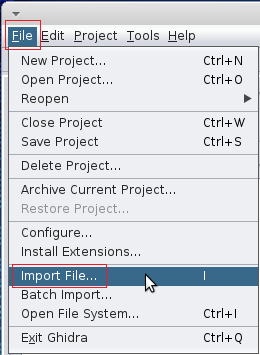 File Edit Project Tools Help
New Project... Ctrl+N
Open Project... Ctrl+O
Reopen
Close Project Ctrl+W
Save Project Ctrl+S
Delete Project...
Archive Current Project...
Restore Project...
Configure...
Install Extensions...
Import File... I
Batch Import...
Open File System... Ctrl+I
Exit Ghidra Ctrl+Q